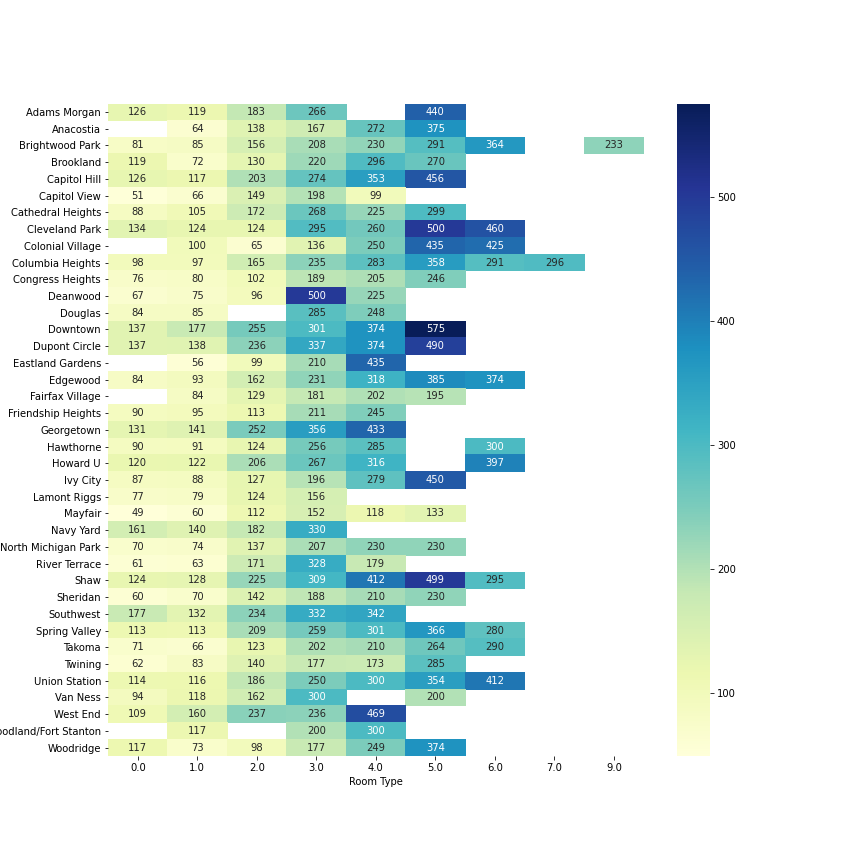 Adams Morgan 126 119 183 266 440
Anacostia 64 138 167 272 375
Brightwood Park 81 85 156 208 230 291 364 233
Brookland 119 72 130 220 296 270
Capitol Hill 126 117 203 274 353 456
Capitol View 51 66 149 198 99
Cathedral Heights 88 105 172 268 225 299
Cleveland Park 134 124 124 295 260 500 460
Colonial Village 100 65 136 250 435 425
Columbia Heights 98 97 165 235 283 358 291 296
Congress Heights 76 80 102 189 205 246
Deanwood 67 75 96 500 225
Douglas 84 85 285 248
Downtown 137 177 255 301 374 575
Dupont Circle 137 138 236 337 374 490
Eastland Gardens 56 99 210 435
Edgewood 84 93 162 231 318 385 374
Fairfax Village 84 129 181 202 195
Friendship Heights 90 95 113 211 245
Georgetown 131 141 252 356 433
Hawthorne 90 91 124 256 285 300
Howard U 120 122 206 267 316 397
Ivy City 87 88 127 196 279 450
Lamont Riggs 77 79 124 156
Mayfair 49 60 112 152 118 133
Navy Yard 161 140 182 330
North Michigan Park 70 74 137 207 230 230
River Terrace 61 63 171 328 179
Shaw 124 128 225 309 412 499 295
Sheridan 60 70 142 188 210 230
Southwest 177 132 234 332 342
Spring Valley 113 113 209 259 301 366 280
Takoma 71 66 123 202 210 264 290
Twining 62 83 140 177 173 285
Union Station 114 116 186 250 300 354 412
Van Ness 94 118 162 300 200
West End 109 160 237 236 469
odland/Fort Stanton 117 200 300
Woodridge 117 73 98 177 249 374
0.0 1.0 2.0 3.0 4.0 5.0 6.0 7.0 9.0
Room Type
500
400
300
200
100